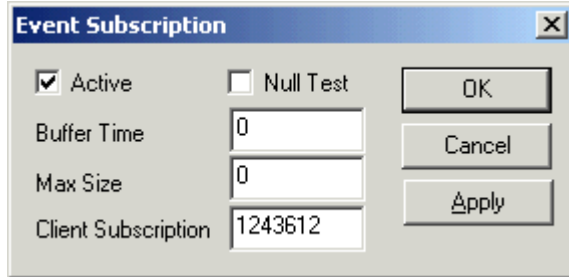 Event Subscription
Active
Null Test
OK
Buffer Time
0
Cancel
Max Size
0
Apply
Client Subscription
1243612